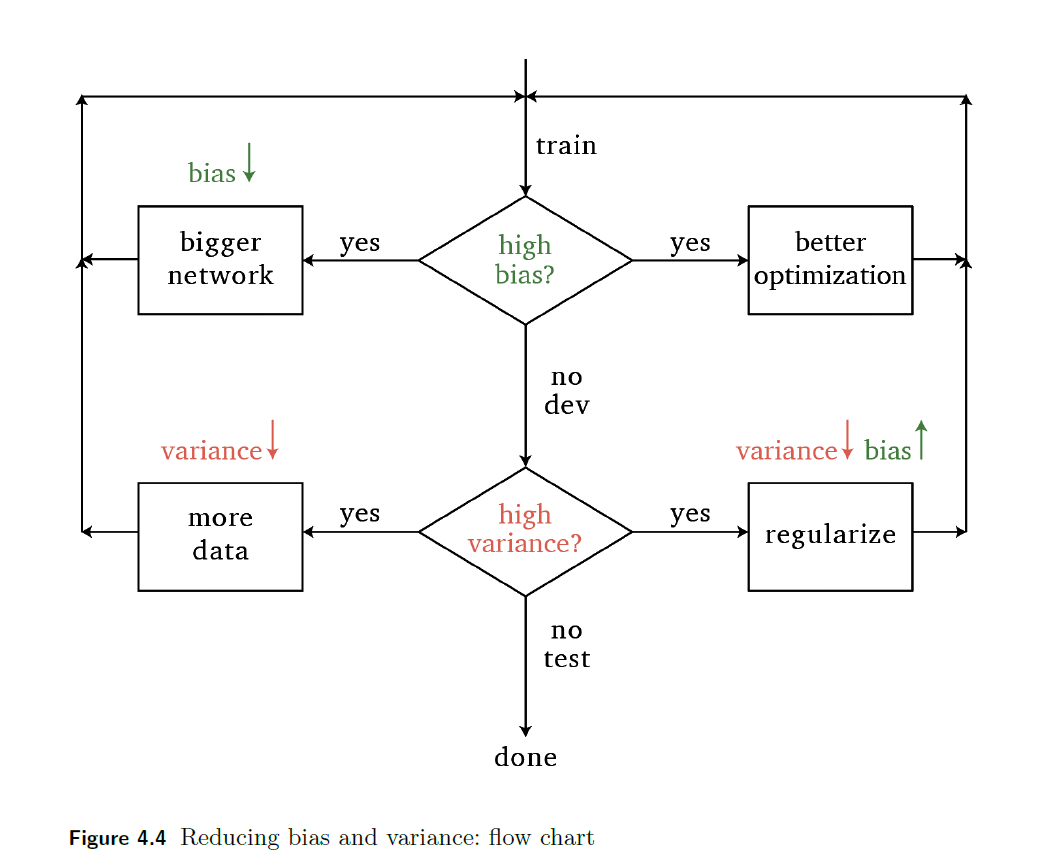 train
bias
bigger
network
yes
high
bias?
yes
better
optimization
no
dev
variance
variance bias
more
data
yes
high
variance?
yes
regularize
no
test
done
Figure 4.4 Reducing bias and variance: flow chart